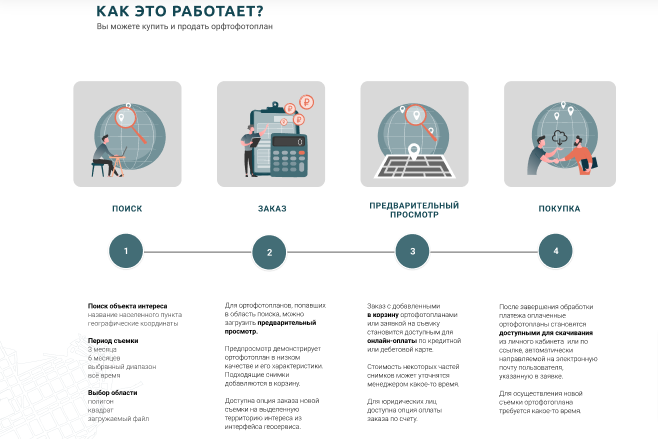 КАК ЭТО РАБОТАЕТ?
Вы можете купить и продать орфтофотоплан
ПОИСК
ЗАКАЗ
ПРЕДВАРИТЕЛЬНЫЙ
ПРОСМОТР
ПОКУПКА
1
2
3
4
Поиск объекта интереса
название населенного пункта
географические координаты
Период съемки
3 месяца
6 месяцев
выбранный диапазон
всё время
Выбор области
полигон
квадрат
загружаемый файл
Для ортофотопланов, попавших
в область поиска, можно
загрузить предварительный
просмотр.
Предпросмотр демонстрирует
ортофотоплан в низком
качестве и его характеристики.
Подходящие снимки
добавляются в корзину.
Доступна опция заказа новой
съемки на выделенную
территорию интереса из
интерфейса геосервиса.
Заказ с добавленными
в корзину ортофотопланами
или заявкой на съемку
становится доступным для
онлайн-оплаты по кредитной
или дебетовой карте.
Стоимость некоторых частей
снимков может уточнятся
менеджером какое-то время.
Для юридических лиц
доступна опция оплаты
заказа по счету.
После завершения обработки
платежа оплаченные
ортофотопланы становятся
доступными для скачивания
из личного кабинета или по
ссылке, автоматически
направляемой на электронную
почту пользователя,
указанную в заявке.
Для осуществления новой
съемки ортофотоплана
требуется какое-то время.